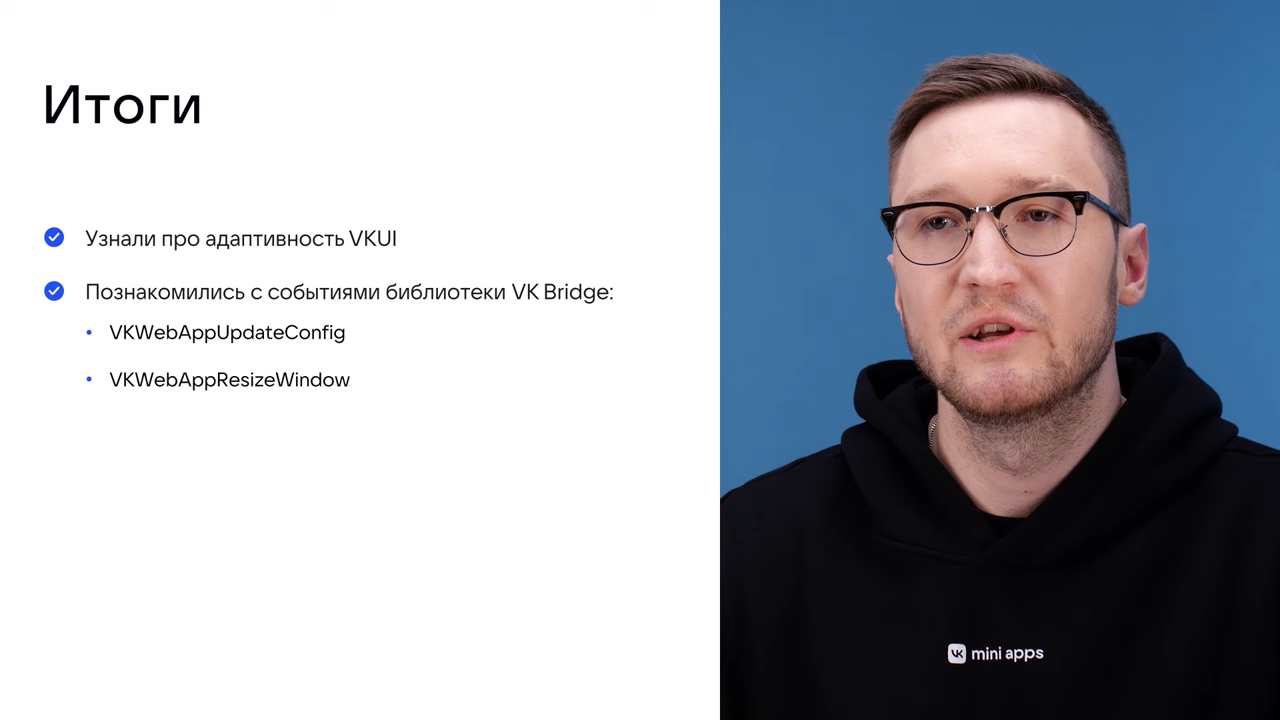 Итоги
Узнали про адаптивность VKUI
Познакомились с событиями библиотеки VK Bridge:
VKWebAppUpdateConfig
VKWebAppResizeWindow
VK mini apps